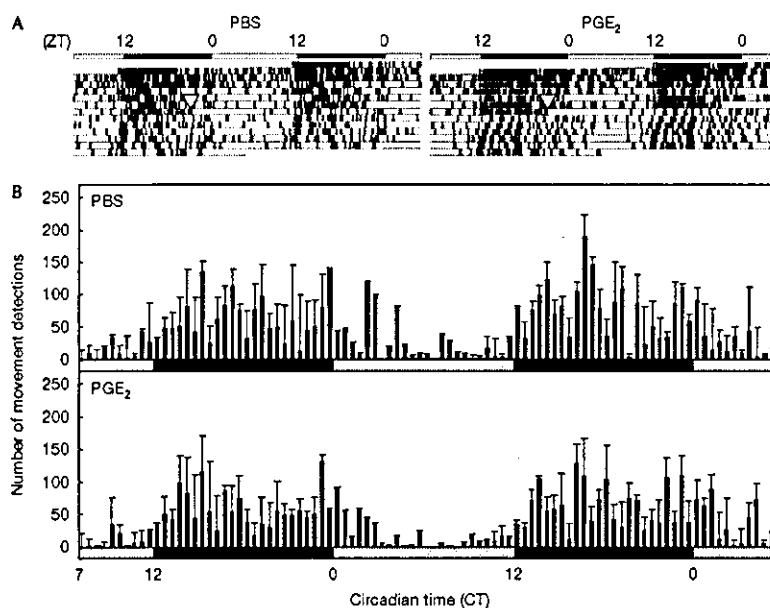 A PBS PGE2
(ZT) 12 0 12 0 12 0 12 0
B
250 PBS
200
150
100
50
0
PGE2
250
200
150
100
50
0
Number of movement detections
7 12 0 12 0
Circadian time (CT)